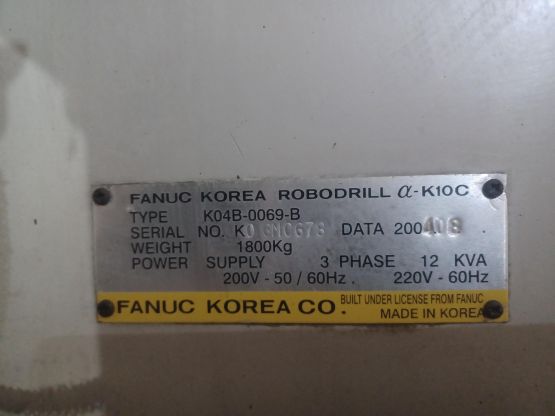 FANUC KOREA ROBODRILL α-K10C
TYPE K04B-0069-B
SERIAL NO. DATA
WEIGHT 1800Kg
POWER SUPPLY 3 PHASE 12 KVA
200V - 50 / 60Hz . 220V - 60Hz
FANUC KOREA CO.
BUILT UNDER LICENSE FROM FANUC
MADE IN KOREA